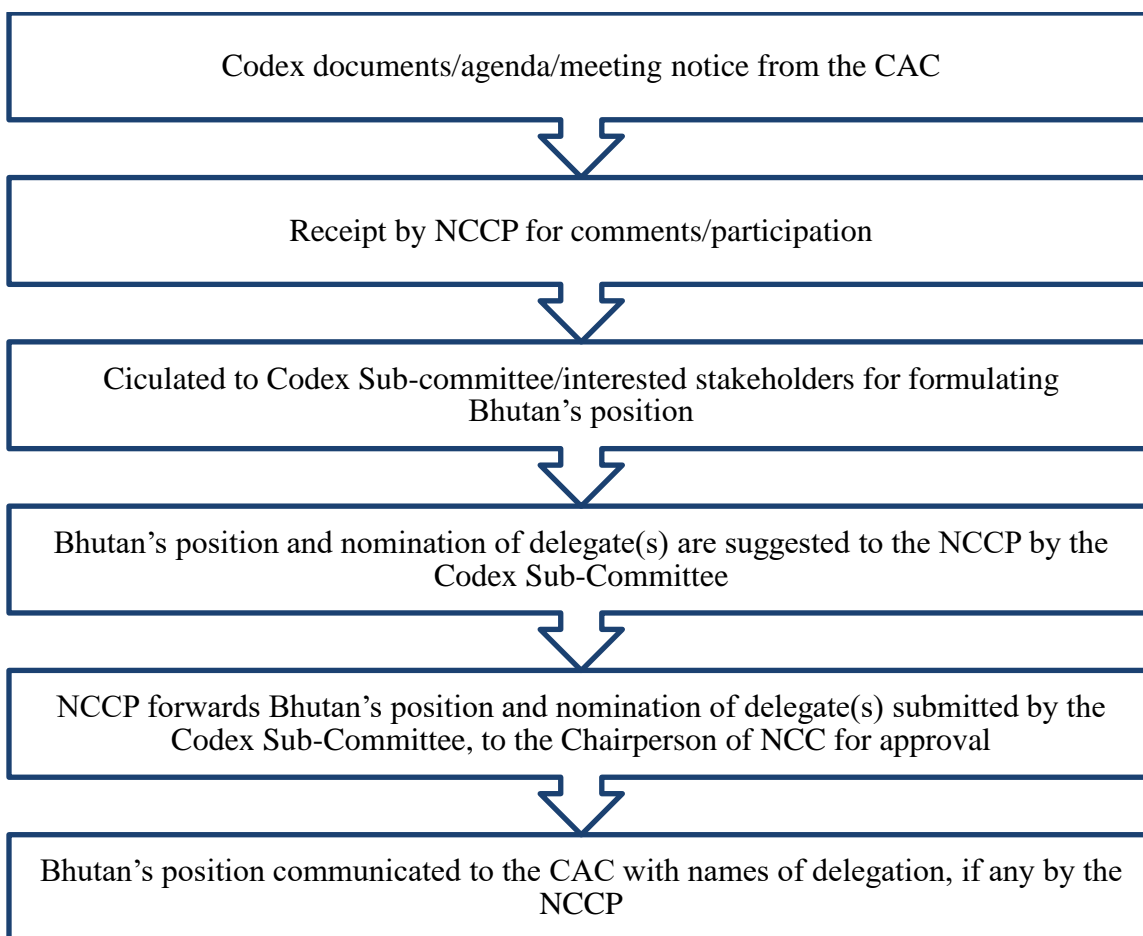 Codex documents/agenda/meeting notice from the CAC
Receipt by NCCP for comments/participation
Ciculated to Codex Sub-committee/interested stakeholders for formulating
Bhutan’s position
Bhutan’s position and nomination of delegate(s) are suggested to the NCCP by the
Codex Sub-Committee
NCCP forwards Bhutan’s position and nomination of delegate(s) submitted by the
Codex Sub-Committee, to the Chairperson of NCC for approval
Bhutan’s position communicated to the CAC with names of delegation, if any by the
NCCP